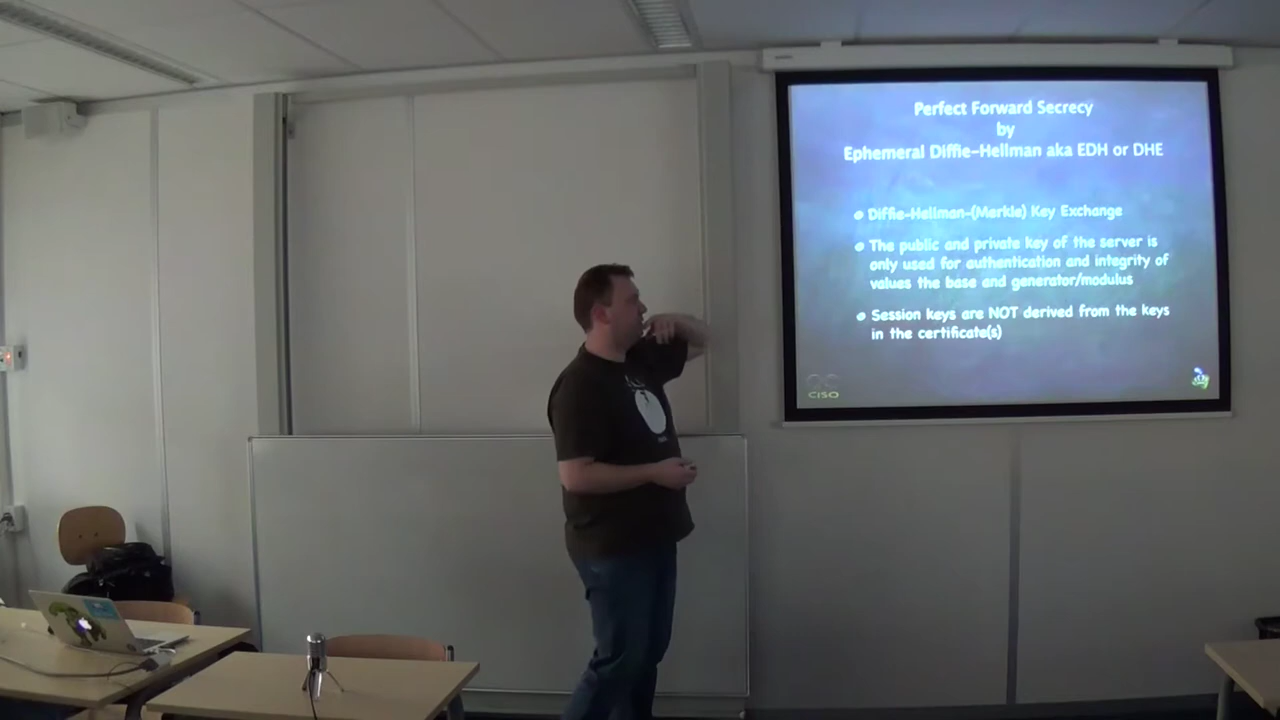 Perfect Forward Secrecy
by
Ephemeral Diffie-Hellman aka EDH or DHE
Diffie-Hellman-(Merkle) Key Exchange
The public and private key of the server is
only used for authentication and integrity of
values the base and generator/modulus
Session keys are NOT derived from the keys
in the certificate(s)
CISO